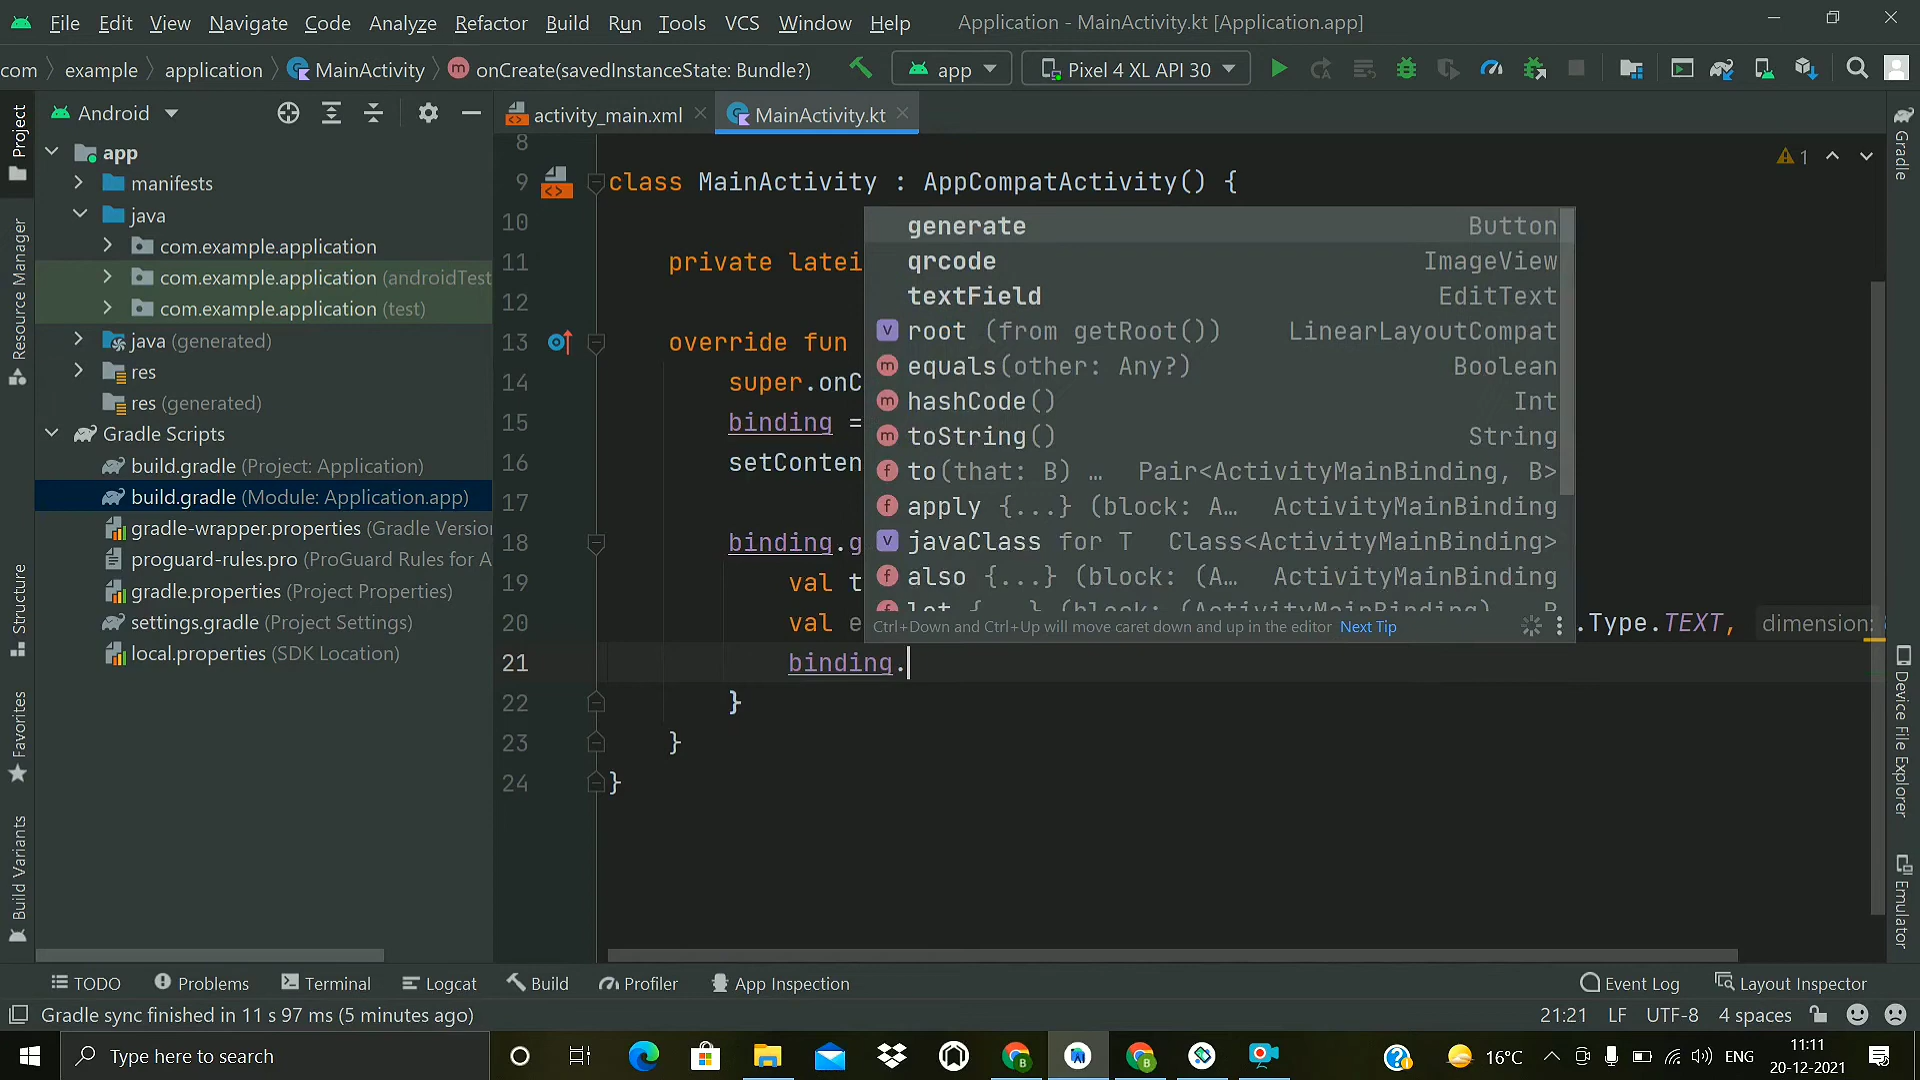 File Edit View Navigate Code Analyze Refactor Build Run Tools VCS Window Help Application - MainActivity.kt [Application.app]
com example application MainActivity onCreate(savedInstanceState: Bundle?) app Pixel 4 XL API 30
Project
Resource Manager
Structure
Favorites
Build Variants
Android
app
manifests
java
com.example.application
com.example.application (androidTest
com.example.application (test)
java (generated)
res
res (generated)
Gradle Scripts
build.gradle (Project: Application)
build.gradle (Module: Application.app)
gradle-wrapper.properties (Gradle Version
proguard-rules.pro (ProGuard Rules for A
gradle.properties (Project Properties)
settings.gradle (Project Settings)
local.properties (SDK Location)
activity_main.xml MainActivity.kt
1
8
9 class MainActivity : AppCompatActivity() {
10
11 private latei
12
13 override fun
14 super.onC
15 binding =
16 setConten
17
18 binding.g
19 val t
20 val e .Type.TEXT, dimension:
21 binding.
22 }
23 }
24 }
generate Button
qrcode ImageView
textField EditText
root (from getRoot()) LinearLayoutCompat
equals(other: Any?) Boolean
hashCode() Int
toString() String
to(that: B) … Pair<ActivityMainBinding, B>
apply {...} (block: A… ActivityMainBinding
javaClass for T Class<ActivityMainBinding>
also {...} (block: (A… ActivityMainBinding
let {...} (block: (ActivityMainBinding) R
Ctrl+Down and Ctrl+Up will move caret down and up in the editor Next Tip
Gradle
Device File Explorer
Emulator
TODO Problems Terminal Logcat Build Profiler App Inspection Event Log Layout Inspector
Gradle sync finished in 11 s 97 ms (5 minutes ago) 21:21 LF UTF-8 4 spaces
Type here to search 16°C ENG 11:11
20-12-2021